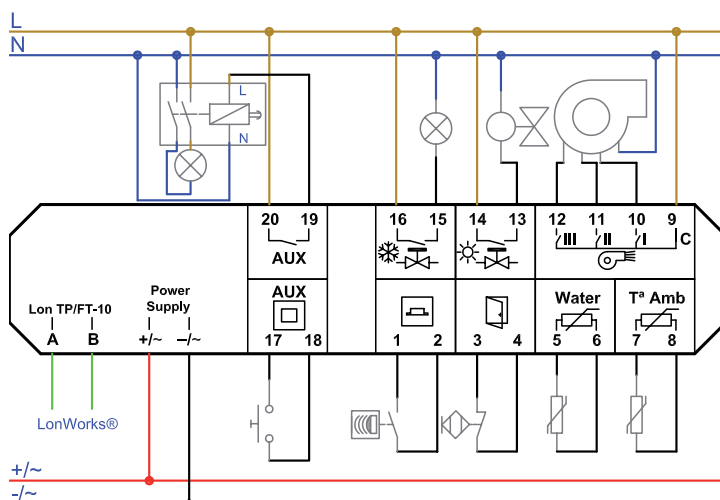 L
N
L
N
20 19 16 15 14 13 12 11 10 9
III II I C
AUX
Power
Supply
AUX
Water
Tª Amb
Lon TP/FT-10
A B +/~ –/~ 17 18 1 2 3 4 5 6 7 8
LonWorks®
+/~
-/~